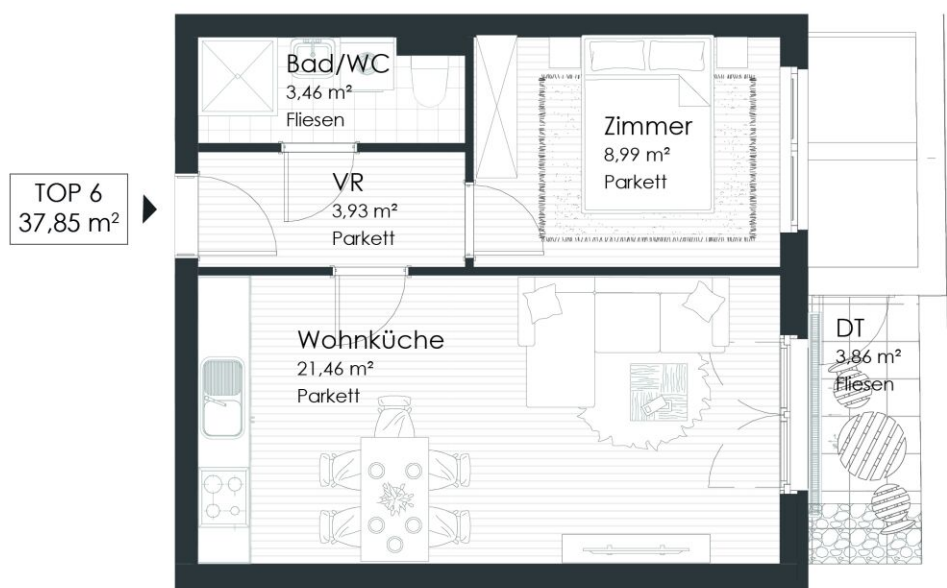 Bad/WC
3,46 m²
Fliesen
Zimmer
8,99 m²
Parkett
TOP 6
37,85 m²
VR
3,93 m²
Parkett
Wohnküche
21,46 m²
Parkett
DT
3,86 m²
Fliesen